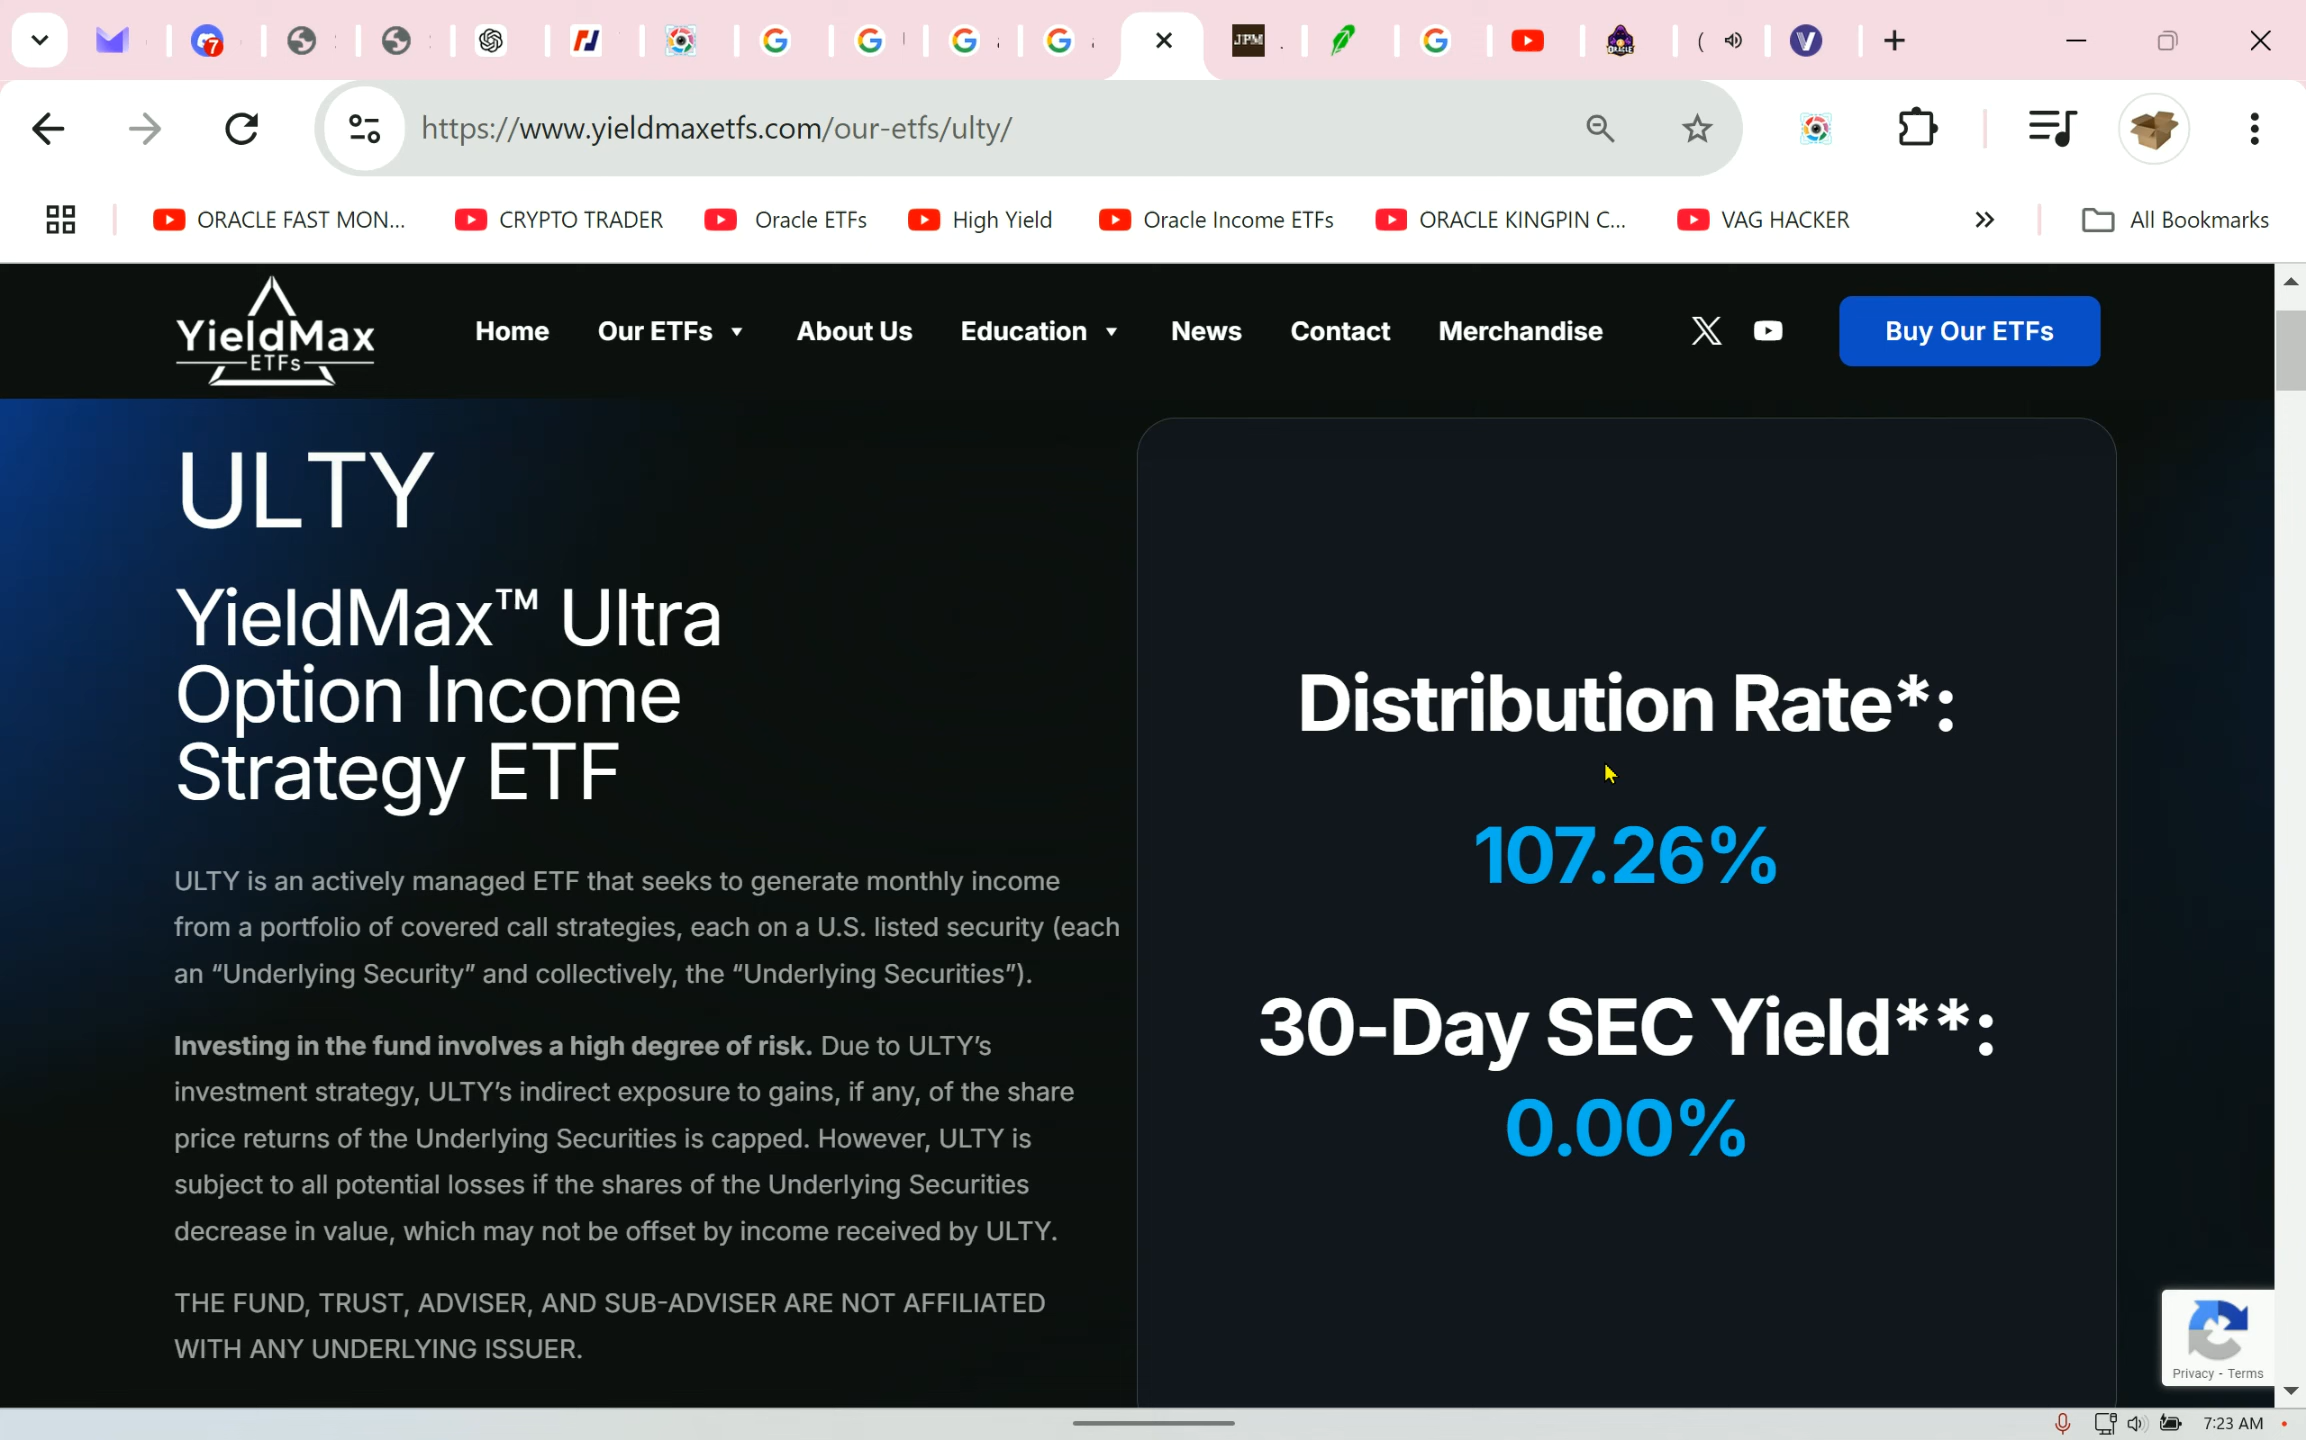 7
JPM
ORACLE
https://www.yieldmaxetfs.com/our-etfs/ulty/
ORACLE FAST MON...
CRYPTO TRADER
Oracle ETFs
High Yield
Oracle Income ETFs
ORACLE KINGPIN C...
VAG HACKER
All Bookmarks
YieldMax
ETFs
Home
Our ETFs
About Us
Education
News
Contact
Merchandise
Buy Our ETFs
ULTY
YieldMax™ Ultra
Option Income
Strategy ETF
ULTY is an actively managed ETF that seeks to generate monthly income
from a portfolio of covered call strategies, each on a U.S. listed security (each
an “Underlying Security” and collectively, the “Underlying Securities”).
Investing in the fund involves a high degree of risk. Due to ULTY’s
investment strategy, ULTY’s indirect exposure to gains, if any, of the share
price returns of the Underlying Securities is capped. However, ULTY is
subject to all potential losses if the shares of the Underlying Securities
decrease in value, which may not be offset by income received by ULTY.
THE FUND, TRUST, ADVISER, AND SUB-ADVISER ARE NOT AFFILIATED
WITH ANY UNDERLYING ISSUER.
Distribution Rate*:
107.26%
30-Day SEC Yield**:
0.00%
Privacy - Terms
7:23 AM